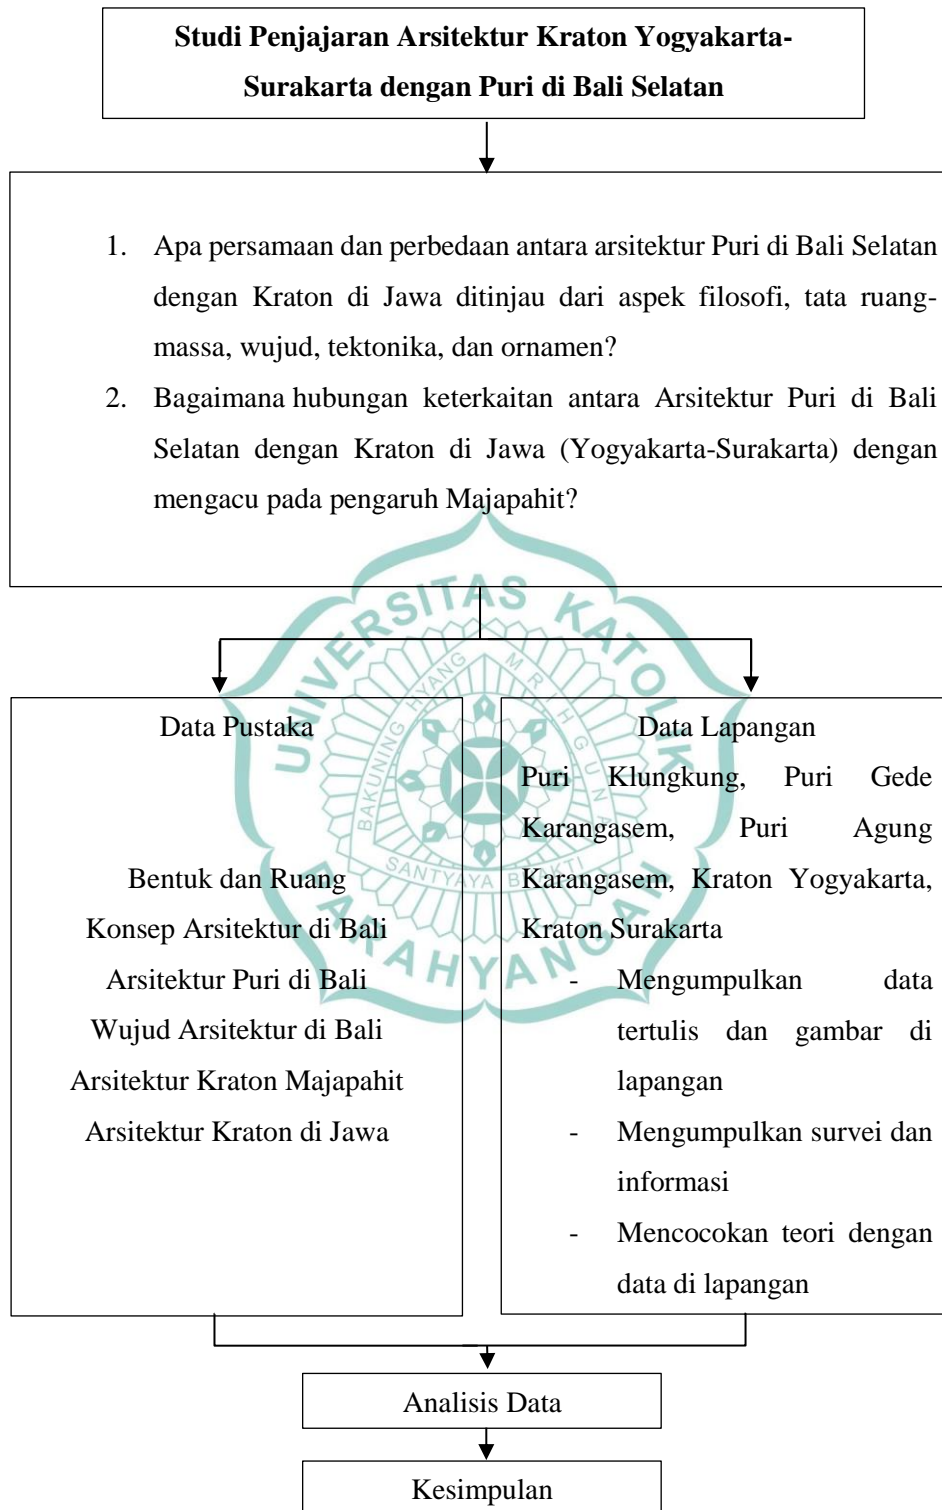 Studi Penjajaran Arsitektur Kraton Yogyakarta-
Surakarta dengan Puri di Bali Selatan
1. Apa persamaan dan perbedaan antara arsitektur Puri di Bali Selatan
dengan Kraton di Jawa ditinjau dari aspek filosofi, tata ruang-
massa, wujud, tektonika, dan ornamen?
2. Bagaimana hubungan keterkaitan antara Arsitektur Puri di Bali
Selatan dengan Kraton di Jawa (Yogyakarta-Surakarta) dengan
mengacu pada pengaruh Majapahit?
UNIVERSITAS KATOLIK
PARAHYANGAN
BAKUNING HYANG MRIH GUNA
SANTYAYA BHAKTI
Data Pustaka
Bentuk dan Ruang
Konsep Arsitektur di Bali
Arsitektur Puri di Bali
Wujud Arsitektur di Bali
Arsitektur Kraton Majapahit
Arsitektur Kraton di Jawa
Data Lapangan
Puri Klungkung, Puri Gede
Karangasem, Puri Agung
Karangasem, Kraton Yogyakarta,
Kraton Surakarta
- Mengumpulkan data
tertulis dan gambar di
lapangan
- Mengumpulkan survei dan
informasi
- Mencocokan teori dengan
data di lapangan
Analisis Data
Kesimpulan